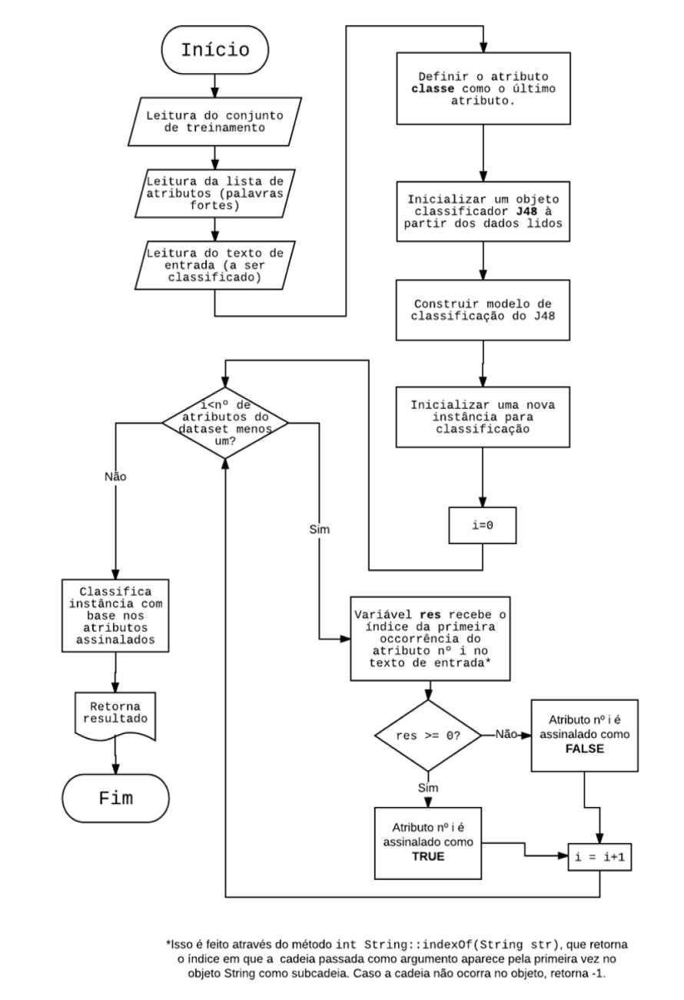 Início
Leitura do conjunto
de treinamento
Leitura da lista de
atributos (palavras
fortes)
Leitura do texto de
entrada (a ser
classificado)
Definir o atributo
classe como o último
atributo.
Inicializar um objeto
classificador J48 à
partir dos dados lidos
Construir modelo de
classificação do J48
Inicializar uma nova
instância para
classificação
i=0
i<nº de
atributos do
dataset menos
um?
Não
Sim
Classifica
instância com
base nos
atributos
assinalados
Retorna
resultado
Fim
Variável res recebe o
índice da primeira
occorrência do
atributo nº i no
texto de entrada*
res >= 0?
Não
Atributo nº i é
assinalado como
FALSE
Sim
Atributo nº i é
assinalado como
TRUE
i = i+1
*Isso é feito através do método int String::indexOf(String str), que retorna
o índice em que a cadeia passada como argumento aparece pela primeira vez no
objeto String como subcadeia. Caso a cadeia não ocorra no objeto, retorna -1.